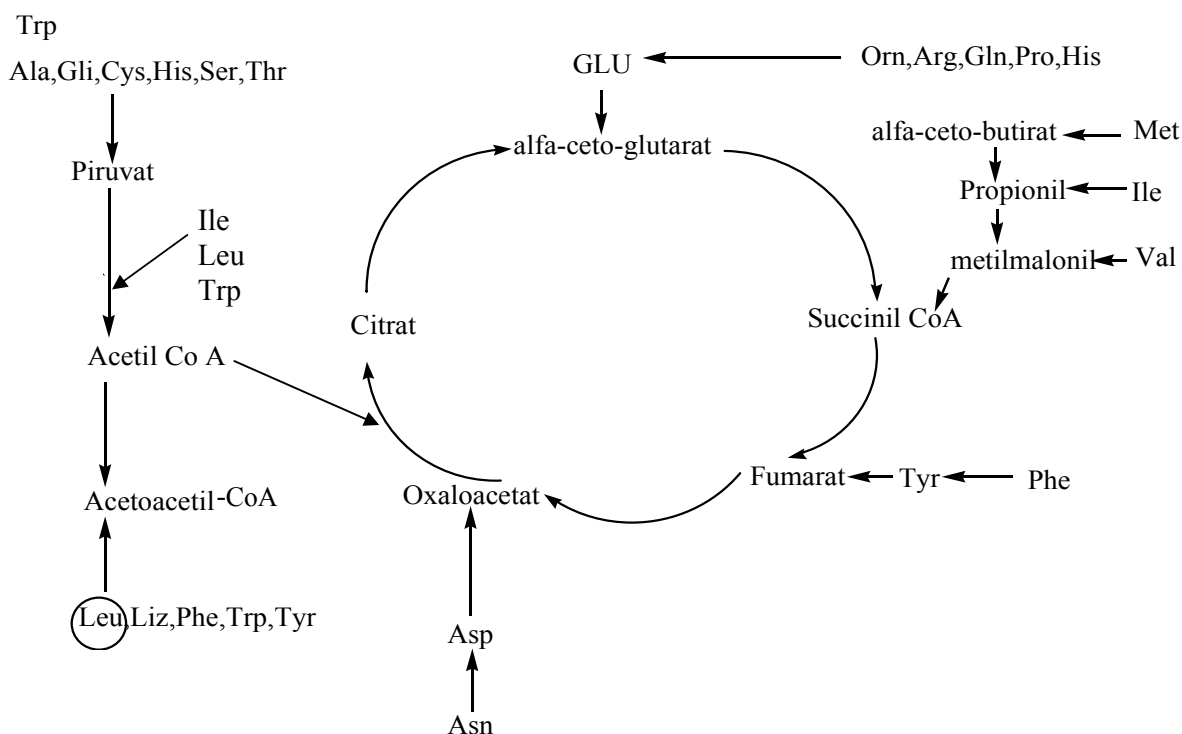 Trp
Ala,Gli,Cys,His,Ser,Thr
GLU
Orn,Arg,Gln,Pro,His
alfa-ceto-glutarat
alfa-ceto-butirat
Met
Piruvat
Propionil
Ile
Ile
Leu
Trp
metilmalonil
Val
Citrat
Succinil CoA
Acetil Co A
Acetoacetil-CoA
Oxaloacetat
Fumarat
Tyr
Phe
Leu,Liz,Phe,Trp,Tyr
Asp
Asn